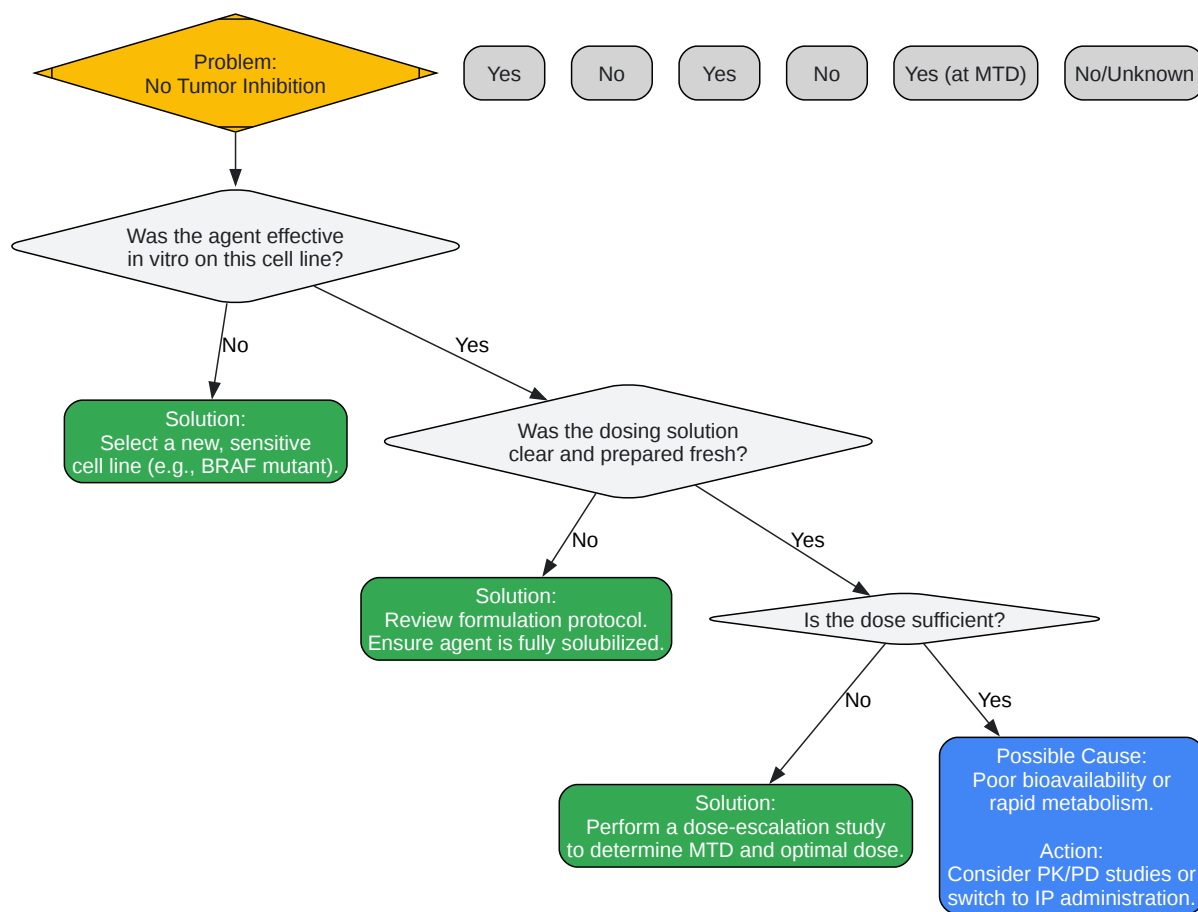 Problem:
No Tumor Inhibition
Yes
No
Yes
No
Yes (at MTD)
No/Unknown
Was the agent effective
in vitro on this cell line?
No
Yes
Solution:
Select a new, sensitive
cell line (e.g., BRAF mutant).
Was the dosing solution
clear and prepared fresh?
No
Yes
Solution:
Review formulation protocol.
Ensure agent is fully solubilized.
Is the dose sufficient?
No
Yes
Solution:
Perform a dose-escalation study
to determine MTD and optimal dose.
Possible Cause:
Poor bioavailability or
rapid metabolism.
Action:
Consider PK/PD studies or
switch to IP administration.